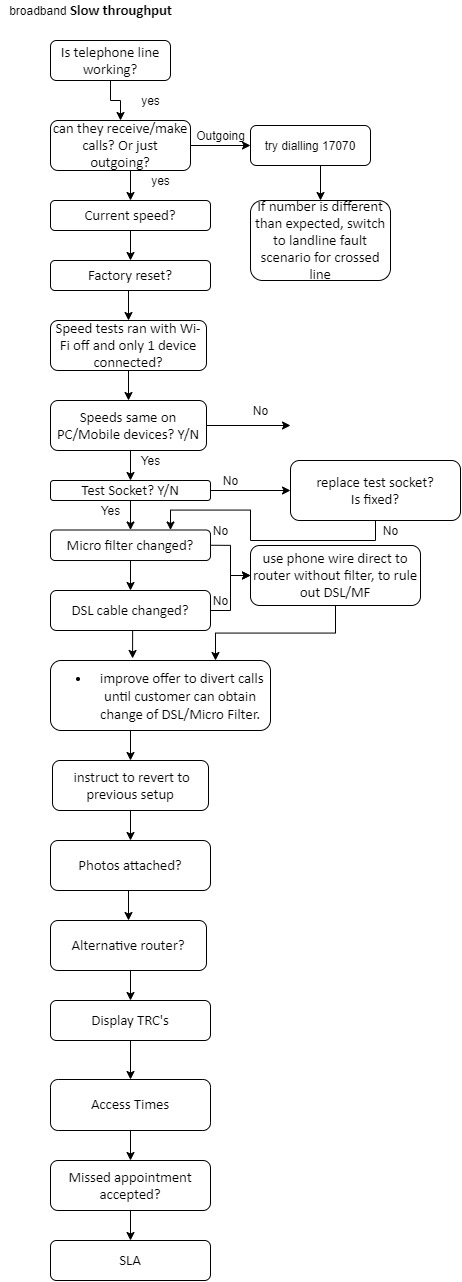 broadband Slow throughput
Is telephone line
working?
yes
can they receive/make
calls? Or just
outgoing?
Outgoing
try dialling 17070
yes
If number is different
than expected, switch
to landline fault
scenario for crossed
line
Current speed?
Factory reset?
Speed tests ran with Wi-
Fi off and only 1 device
connected?
Speeds same on
PC/Mobile devices? Y/N
No
Yes
Test Socket? Y/N
No
replace test socket?
Is fixed?
Yes
No
Micro filter changed?
No
use phone wire direct to
router without filter, to rule
out DSL/MF
DSL cable changed?
No
• improve offer to divert calls
until customer can obtain
change of DSL/Micro Filter.
instruct to revert to
previous setup
Photos attached?
Alternative router?
Display TRC's
Access Times
Missed appointment
accepted?
SLA